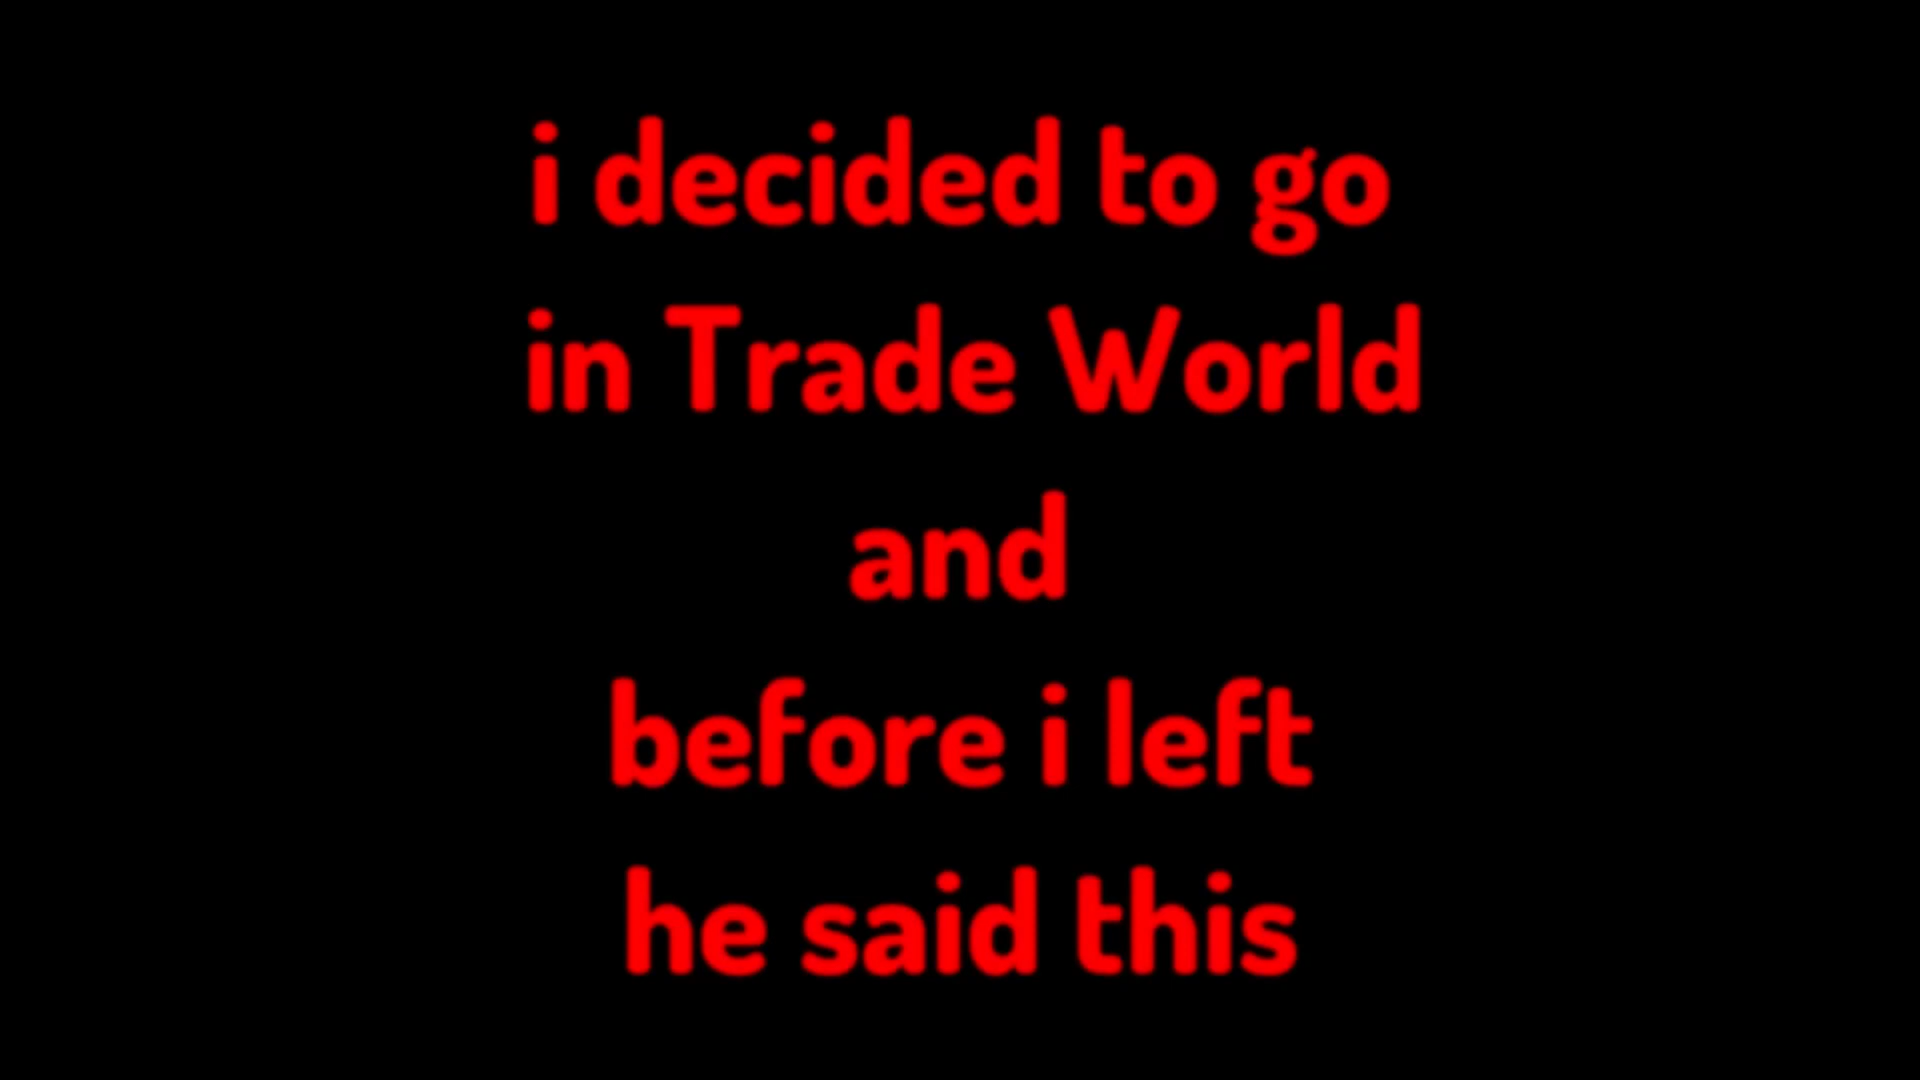 i decided to go
in Trade World
and
before i left
he said this